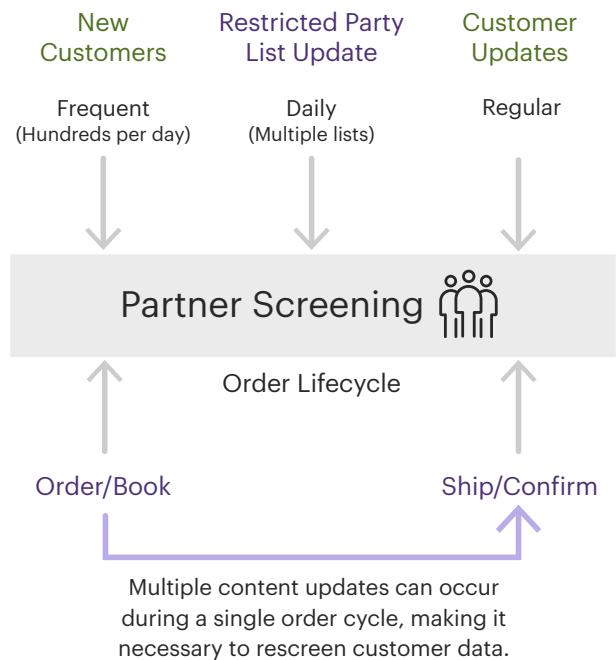 New
Customers
Frequent
(Hundreds per day)
Restricted Party
List Update
Daily
(Multiple lists)
Customer
Updates
Regular
Partner Screening
Order Lifecycle
Order/Book
Ship/Confirm
Multiple content updates can occur
during a single order cycle, making it
necessary to rescreen customer data.